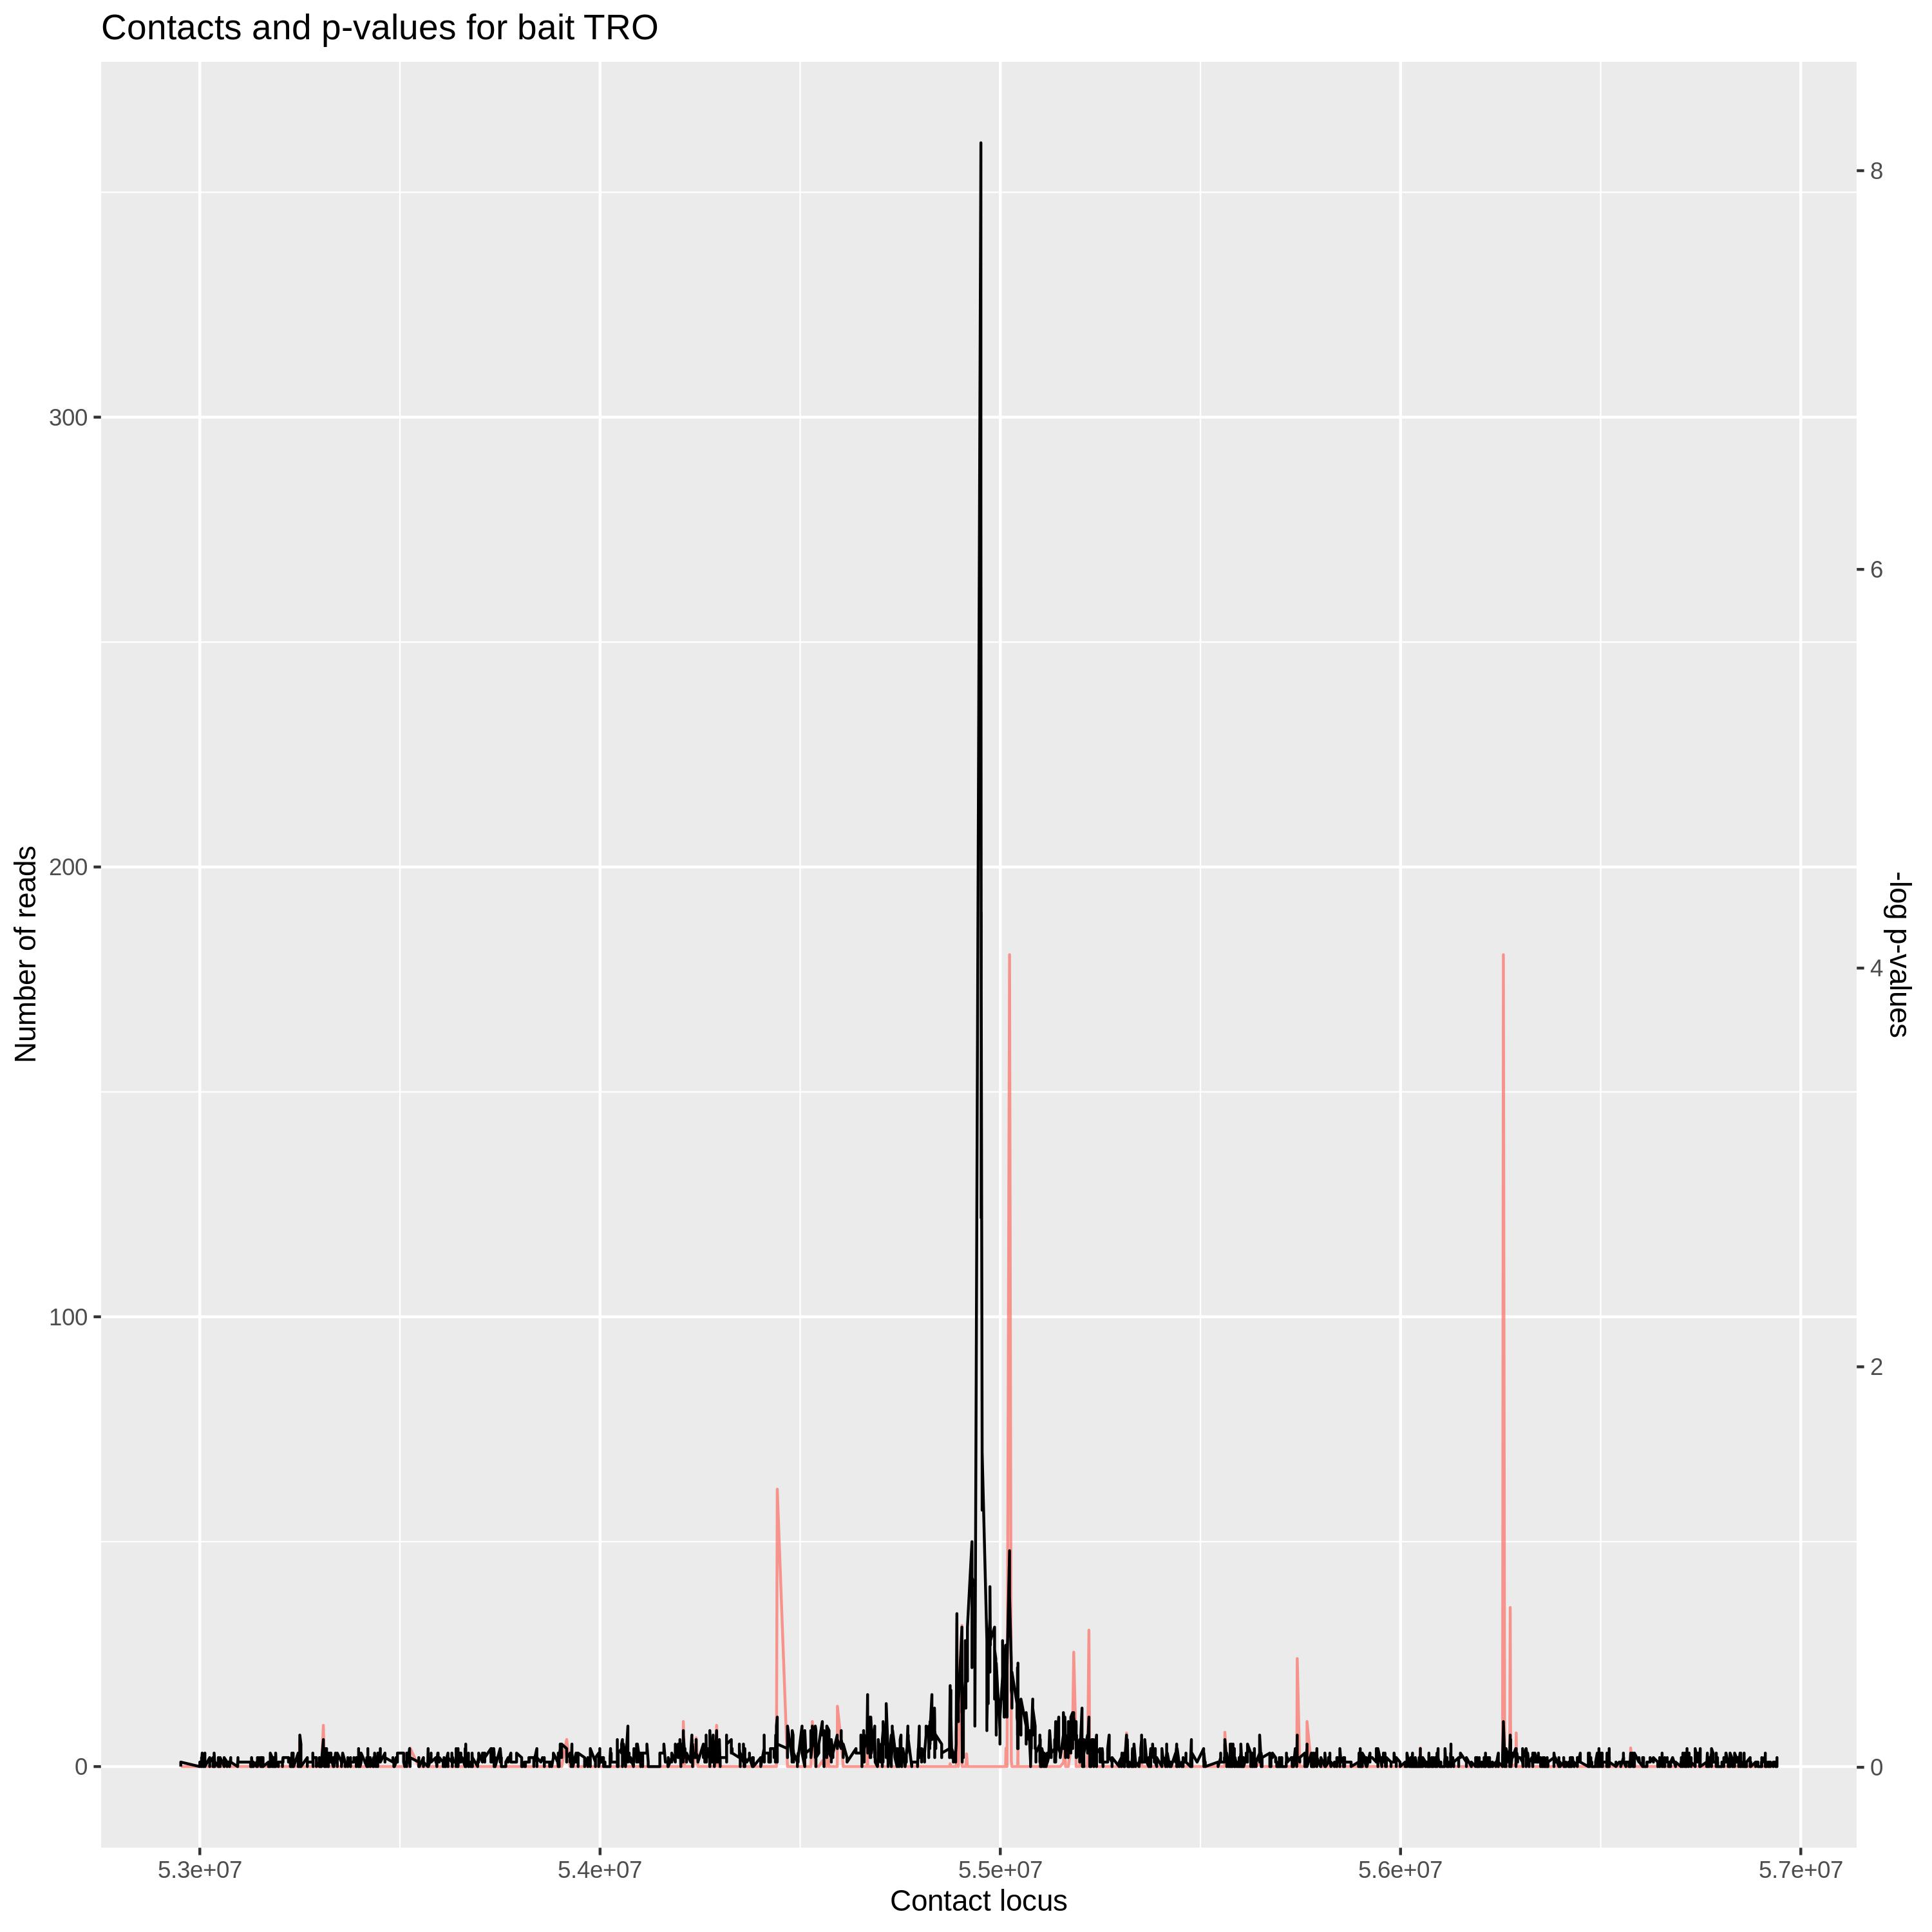 Contacts and p-values for bait TRO
Number of reads
300
200
100
0
8
6
4
2
0
-log p-values
5.3e+07
5.4e+07
5.5e+07
5.6e+07
5.7e+07
Contact locus